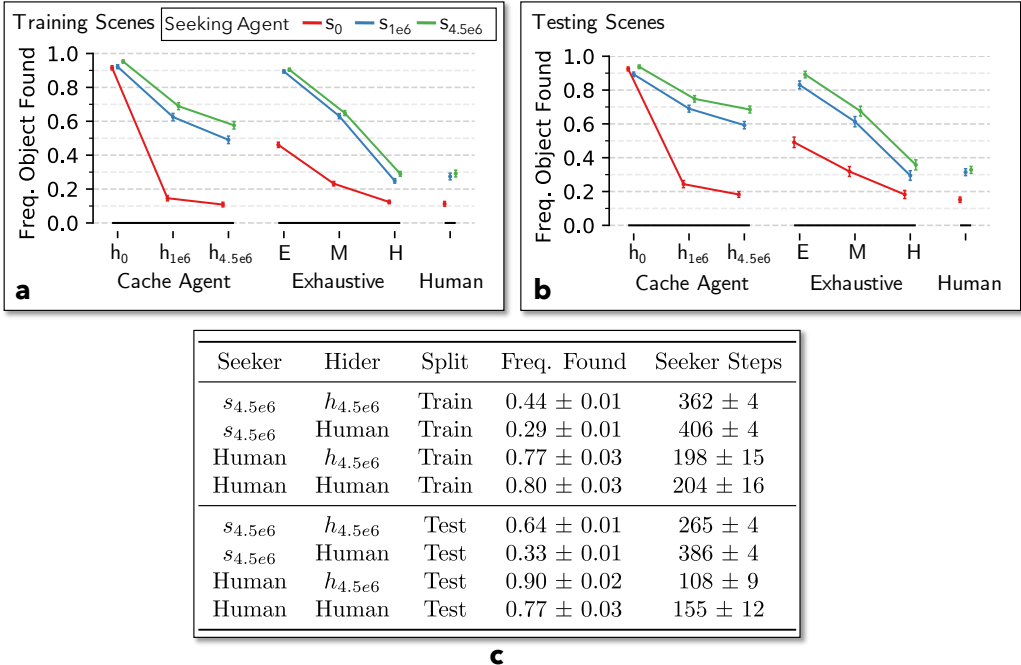 Training Scenes
Seeking Agent s0 s1e6 s4.5e6
Freq. Object Found
1.0
0.8
0.6
0.4
0.2
0.0
h0 h1e6 h4.5e6 E M H
Cache Agent Exhaustive Human
a
Testing Scenes
Freq. Object Found
1.0
0.8
0.6
0.4
0.2
0.0
h0 h1e6 h4.5e6 E M H
Cache Agent Exhaustive Human
b
Seeker Hider Split Freq. Found Seeker Steps
s4.5e6 h4.5e6 Train 0.44 ± 0.01 362 ± 4
s4.5e6 Human Train 0.29 ± 0.01 406 ± 4
Human h4.5e6 Train 0.77 ± 0.03 198 ± 15
Human Human Train 0.80 ± 0.03 204 ± 16
s4.5e6 h4.5e6 Test 0.64 ± 0.01 265 ± 4
s4.5e6 Human Test 0.33 ± 0.01 386 ± 4
Human h4.5e6 Test 0.90 ± 0.02 108 ± 9
Human Human Test 0.77 ± 0.03 155 ± 12
c